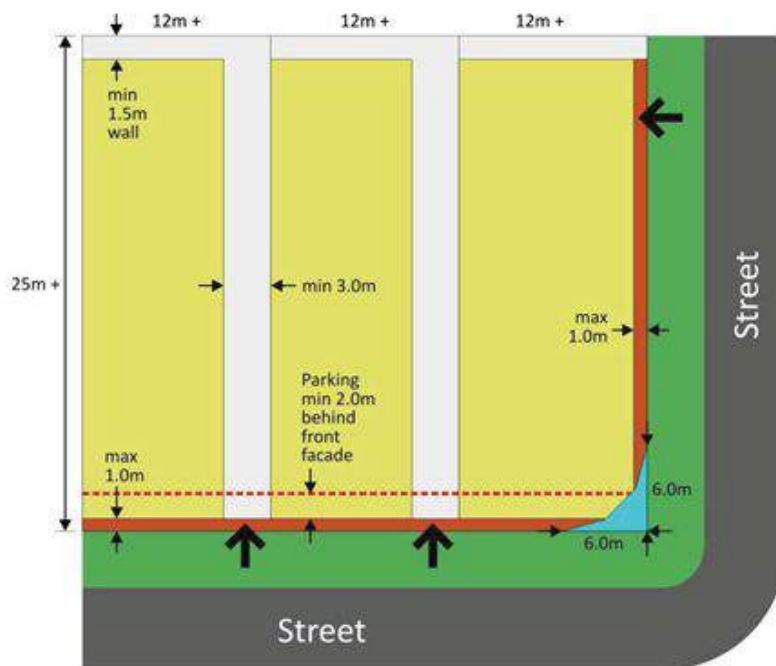 12m +
12m +
12m +
min
1.5m
wall
25m +
min 3.0m
max
1.0m
Street
Parking
min 2.0m
behind
front
facade
max
1.0m
6.0m
6.0m
Street